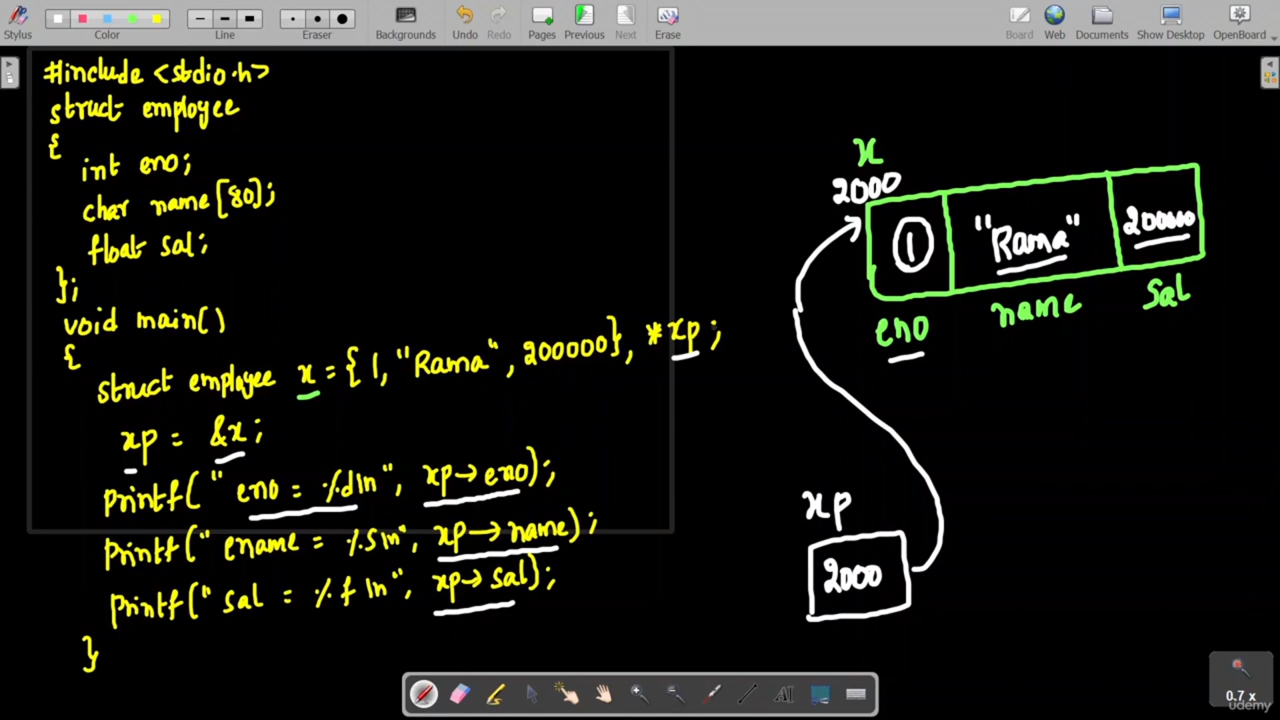 Stylus Color Line Eraser Backgrounds Undo Redo Pages Previous Next Erase Board Web Documents Show Desktop OpenBoard
#include <stdio.h>
struct employee
{
int eno;
char name[80];
float sal;
};
void main()
{
struct employee x = { 1, "Rama", 200000}, *xp;
xp = &x;
printf(" eno = %d\n", xp→eno);
printf(" ename = %s\n", xp→name);
printf(" sal = %f\n", xp→sal);
}
x
2000
1 "Rama" 200000
eno name sal
xp
2000
AI
0.7 x
udemy